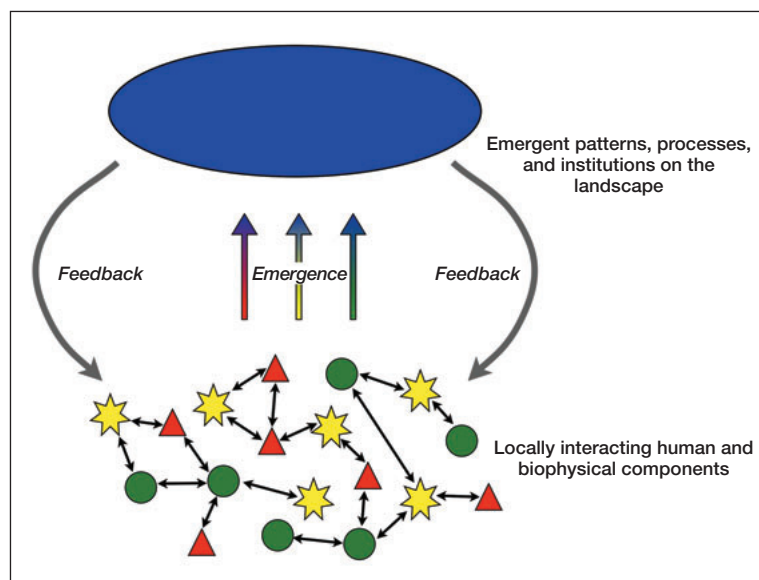 Emergent patterns, processes,
and institutions on the
landscape
Feedback
Emergence
Feedback
Locally interacting human and
biophysical components